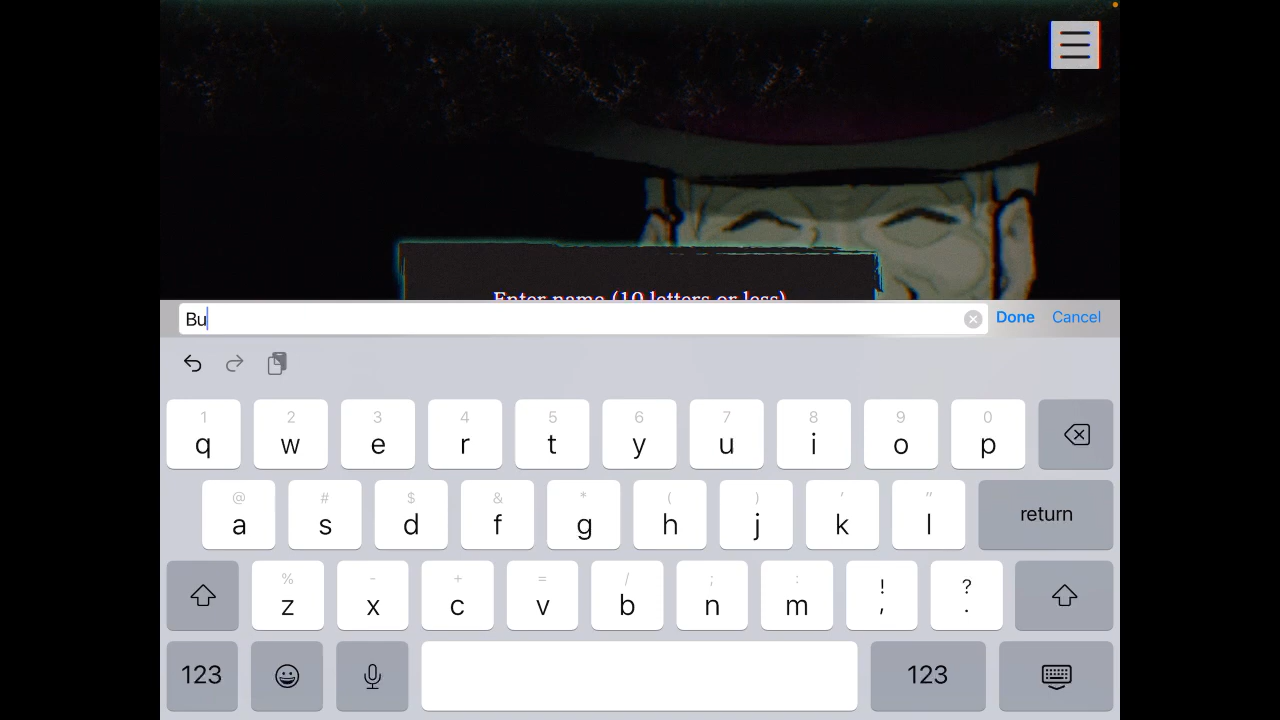 Enter name (10 letters or less)
Bu
Done Cancel
1 2 3 4 5 6 7 8 9 0
q w e r t y u i o p
@ # $ & * ( ) ' "
a s d f g h j k l return
% - + = / ; : ! ?
z x c v b n m , .
123 123